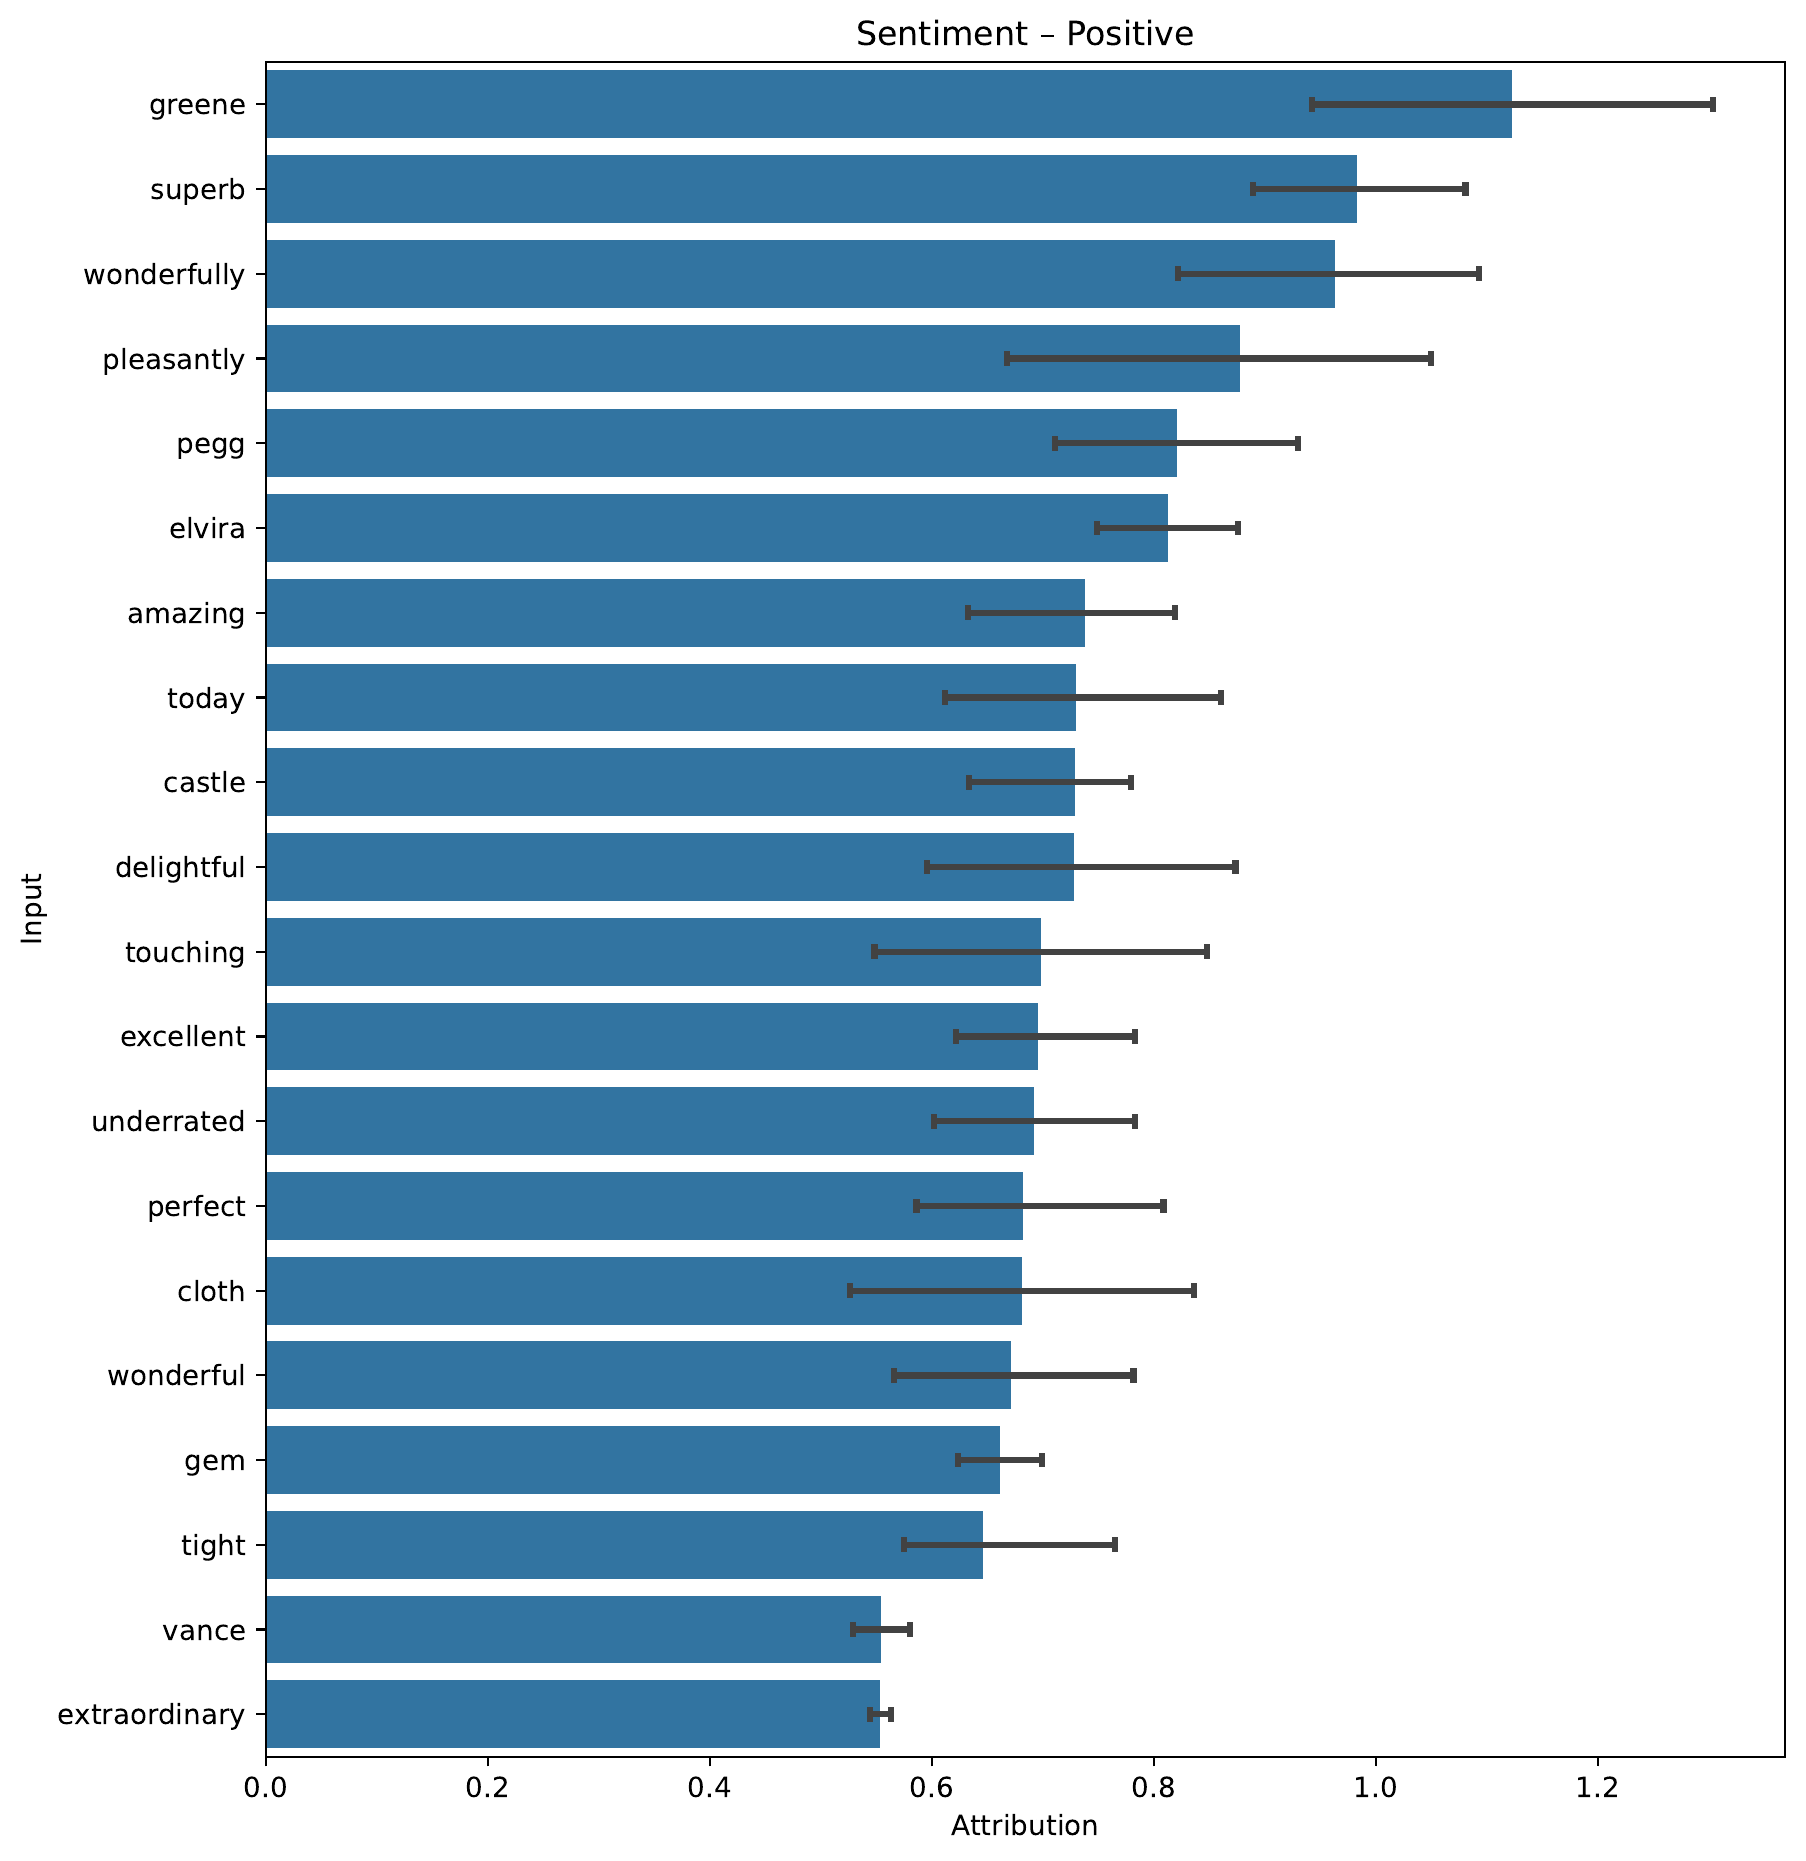 Sentiment – Positive
greene
superb
wonderfully
pleasantly
pegg
elvira
amazing
today
castle
delightful
touching
excellent
underrated
perfect
cloth
wonderful
gem
tight
vance
extraordinary
Input
0.0 0.2 0.4 0.6 0.8 1.0 1.2
Attribution